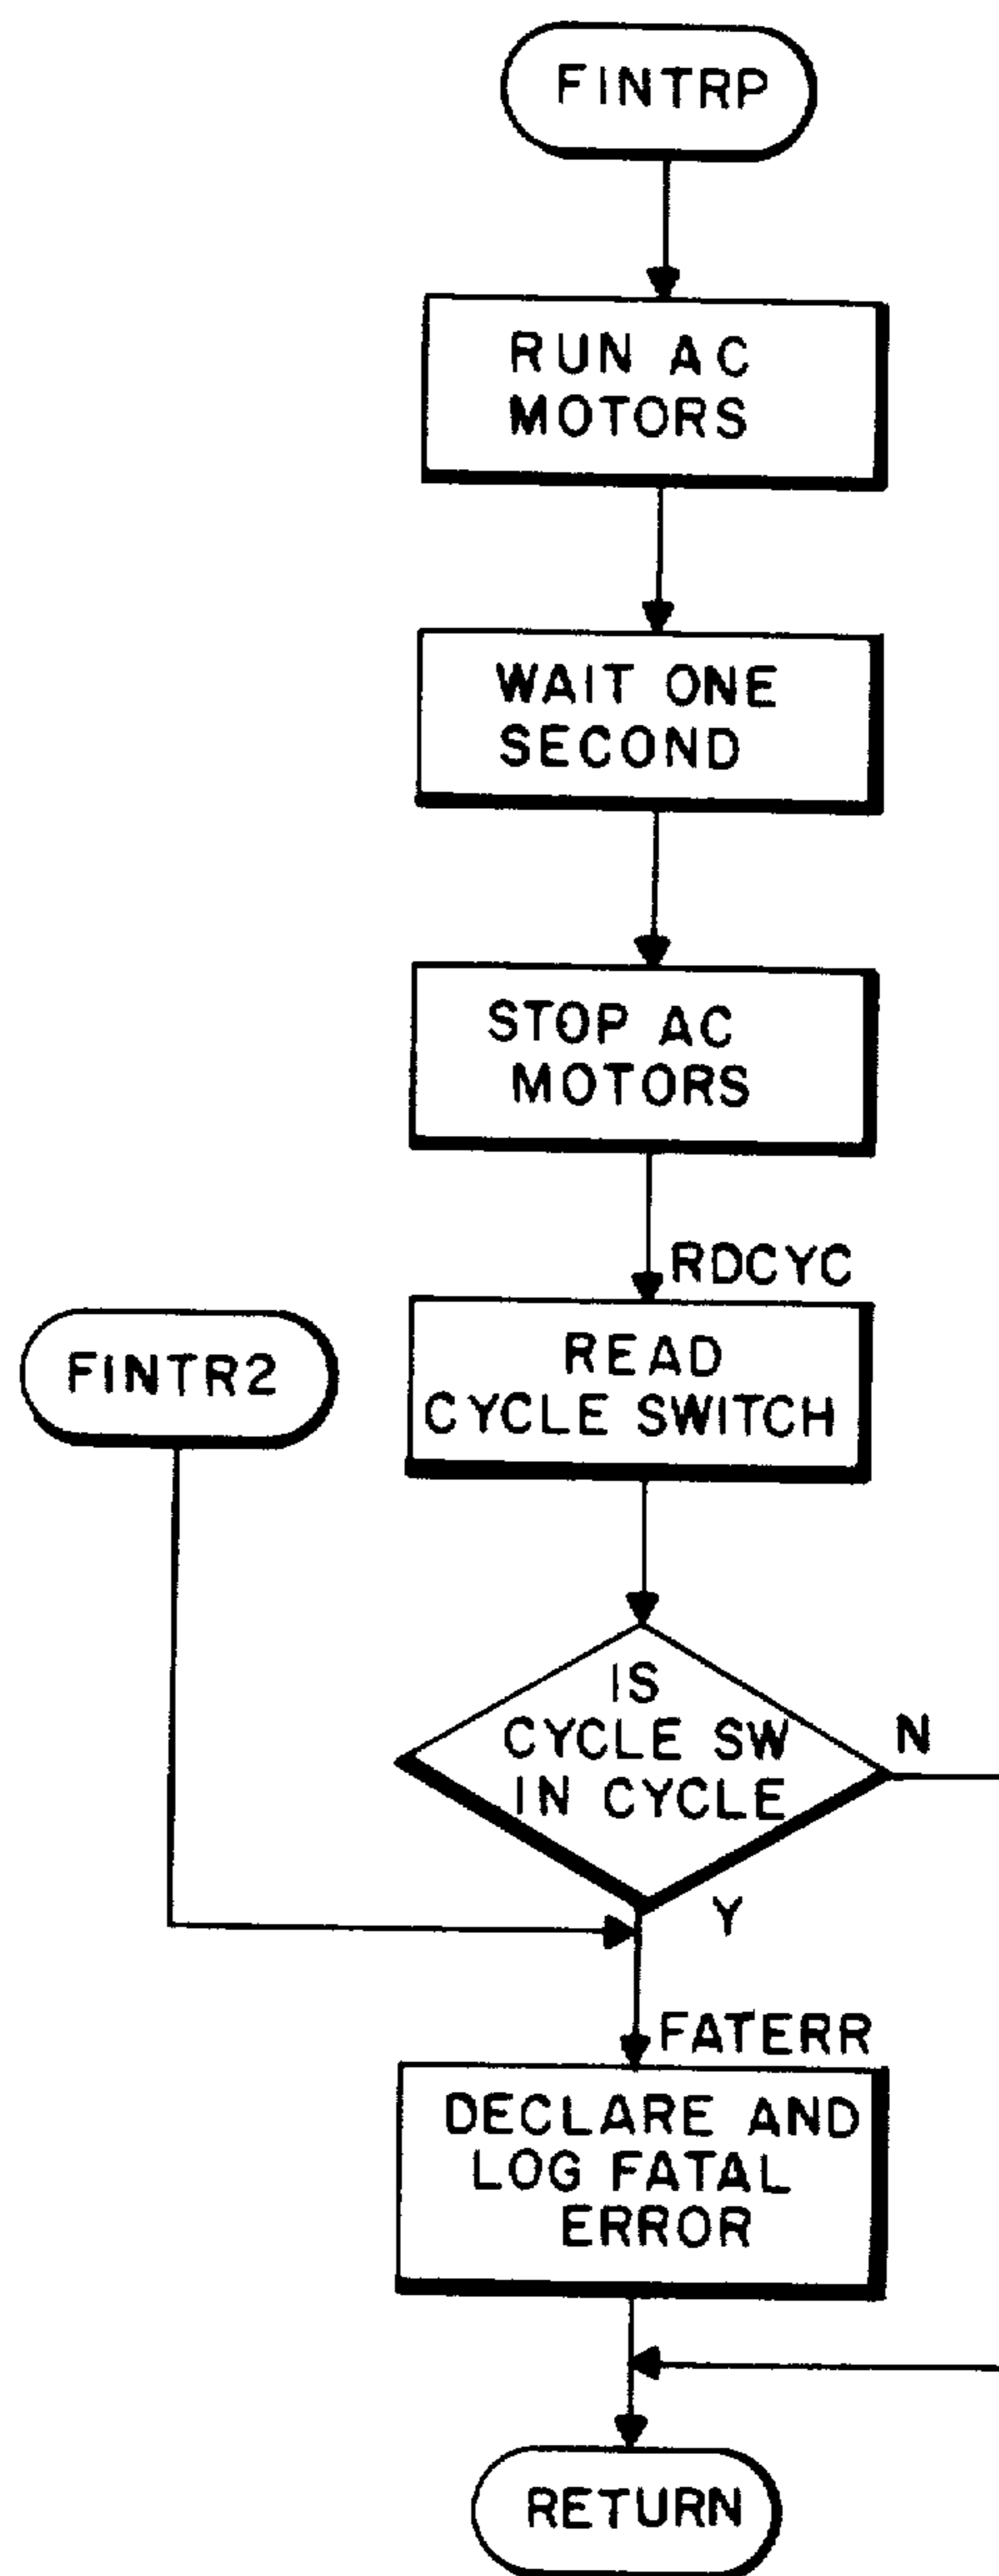 FINTRP
RUN AC
MOTORS
WAIT ONE
SECOND
STOP AC
MOTORS
RDCYC
READ
CYCLE SWITCH
FINTR2
IS
CYCLE SW
IN CYCLE
N
Y
FATERR
DECLARE AND
LOG FATAL
ERROR
RETURN